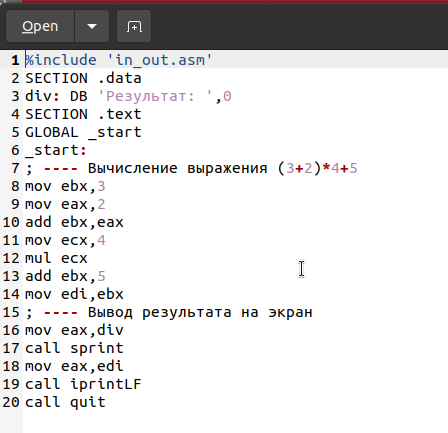 Open
1 %include 'in_out.asm'
2 SECTION .data
3 div: DB 'Результат: ',0
4 SECTION .text
5 GLOBAL _start
6 _start:
7 ; ---- Вычисление выражения (3+2)*4+5
8 mov ebx,3
9 mov eax,2
10 add ebx,eax
11 mov ecx,4
12 mul ecx
13 add ebx,5
14 mov edi,ebx
15 ; ---- Вывод результата на экран
16 mov eax,div
17 call sprint
18 mov eax,edi
19 call iprintLF
20 call quit